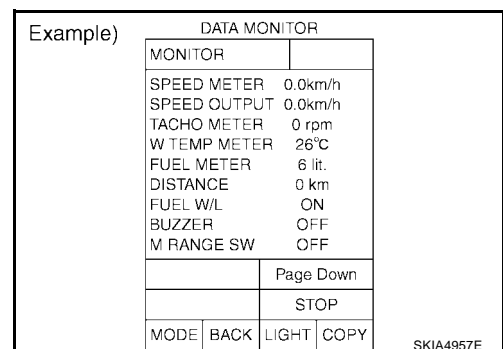 Example)
DATA MONITOR
MONITOR
SPEED METER 0.0km/h
SPEED OUTPUT 0.0km/h
TACHO METER 0 rpm
W TEMP METER 26°C
FUEL METER 6 lit.
DISTANCE 0 km
FUEL W/L ON
BUZZER OFF
M RANGE SW OFF
Page Down
STOP
MODE BACK LIGHT COPY
SKIA4957E